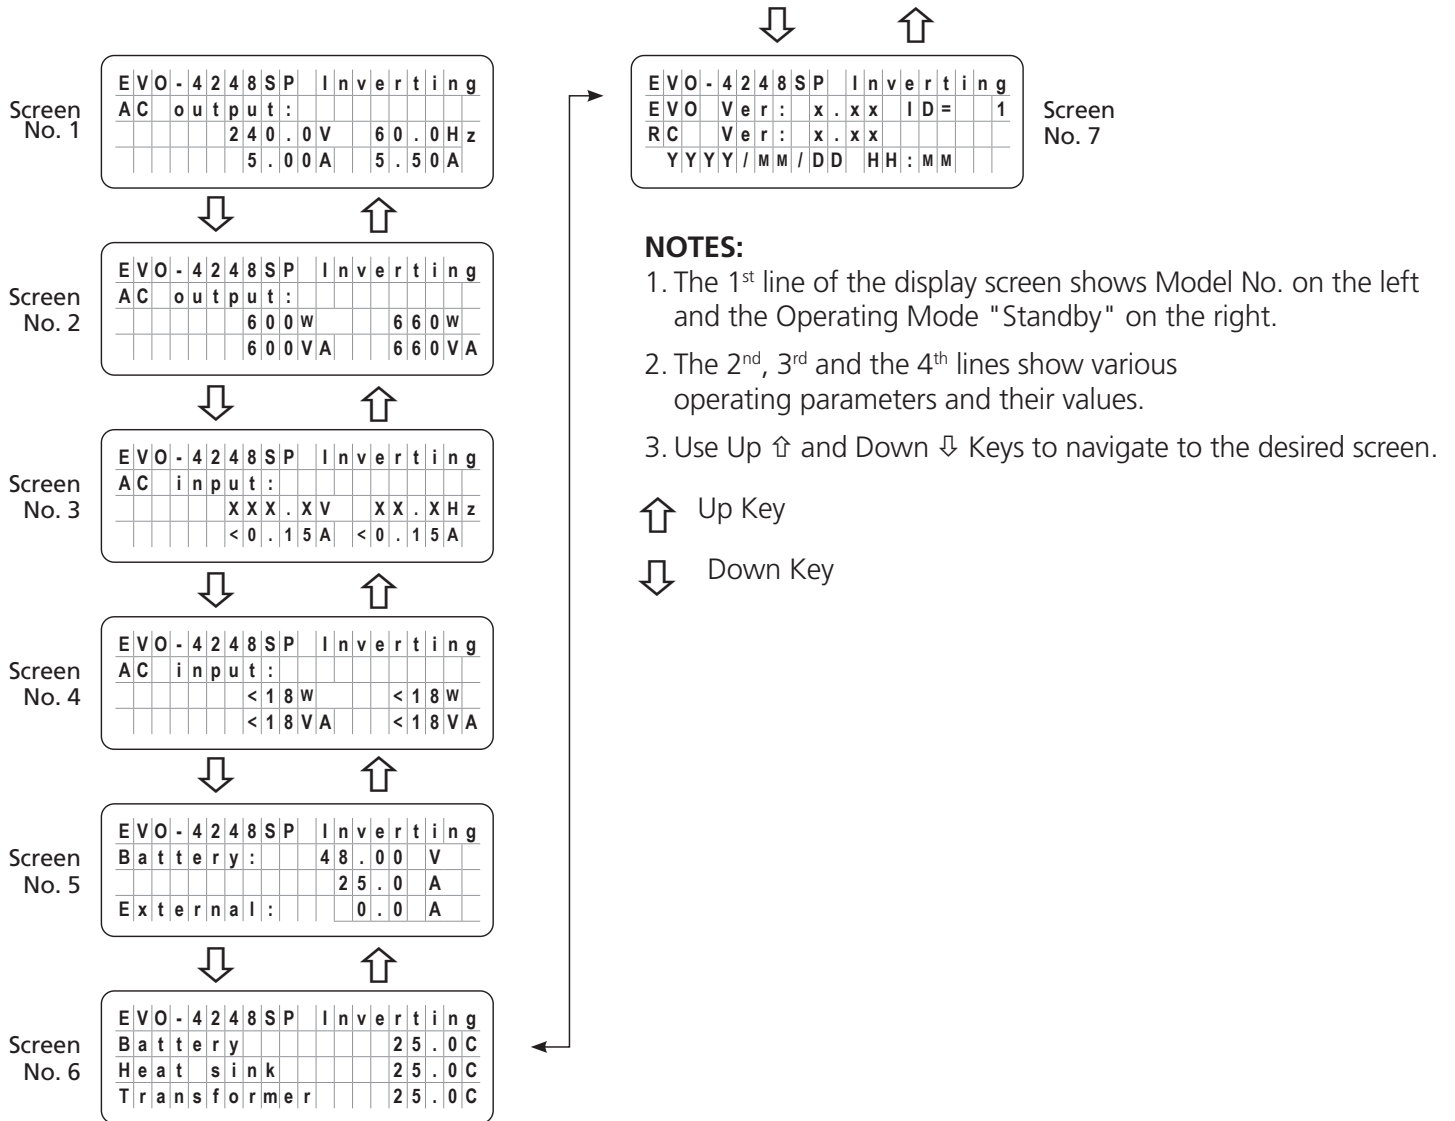 Screen No. 1
EVO-4248SP Inverting
AC output:
240.0V 60.0Hz
5.00A 5.50A
Screen No. 2
EVO-4248SP Inverting
AC output:
600W 660W
600VA 660VA
Screen No. 3
EVO-4248SP Inverting
AC input:
XXX.XV XX.XHz
<0.15A <0.15A
Screen No. 4
EVO-4248SP Inverting
AC input:
<18W <18W
<18VA <18VA
Screen No. 5
EVO-4248SP Inverting
Battery: 48.00 V
25.0 A
External: 0.0 A
Screen No. 6
EVO-4248SP Inverting
Battery 25.0C
Heat sink 25.0C
Transformer 25.0C
EVO-4248SP Inverting
EVO Ver: x.xx ID= 1
RC Ver: x.xx
YYYY/MM/DD HH:MM
Screen No. 7
NOTES:
1. The 1st line of the display screen shows Model No. on the left
and the Operating Mode "Standby" on the right.
2. The 2nd, 3rd and the 4th lines show various
operating parameters and their values.
3. Use Up ⇧ and Down ⇩ Keys to navigate to the desired screen.
⇧ Up Key
⇩ Down Key